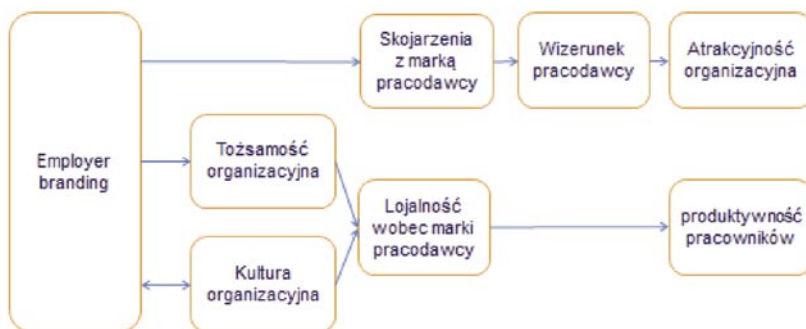 Employer
branding
Skojarzenia
z marką
pracodawcy
Wizerunek
pracodawcy
Atrakcyjność
organizacyjna
Tożsamość
organizacyjna
Kultura
organizacyjna
Lojalność
wobec marki
pracodawcy
produktywność
pracowników